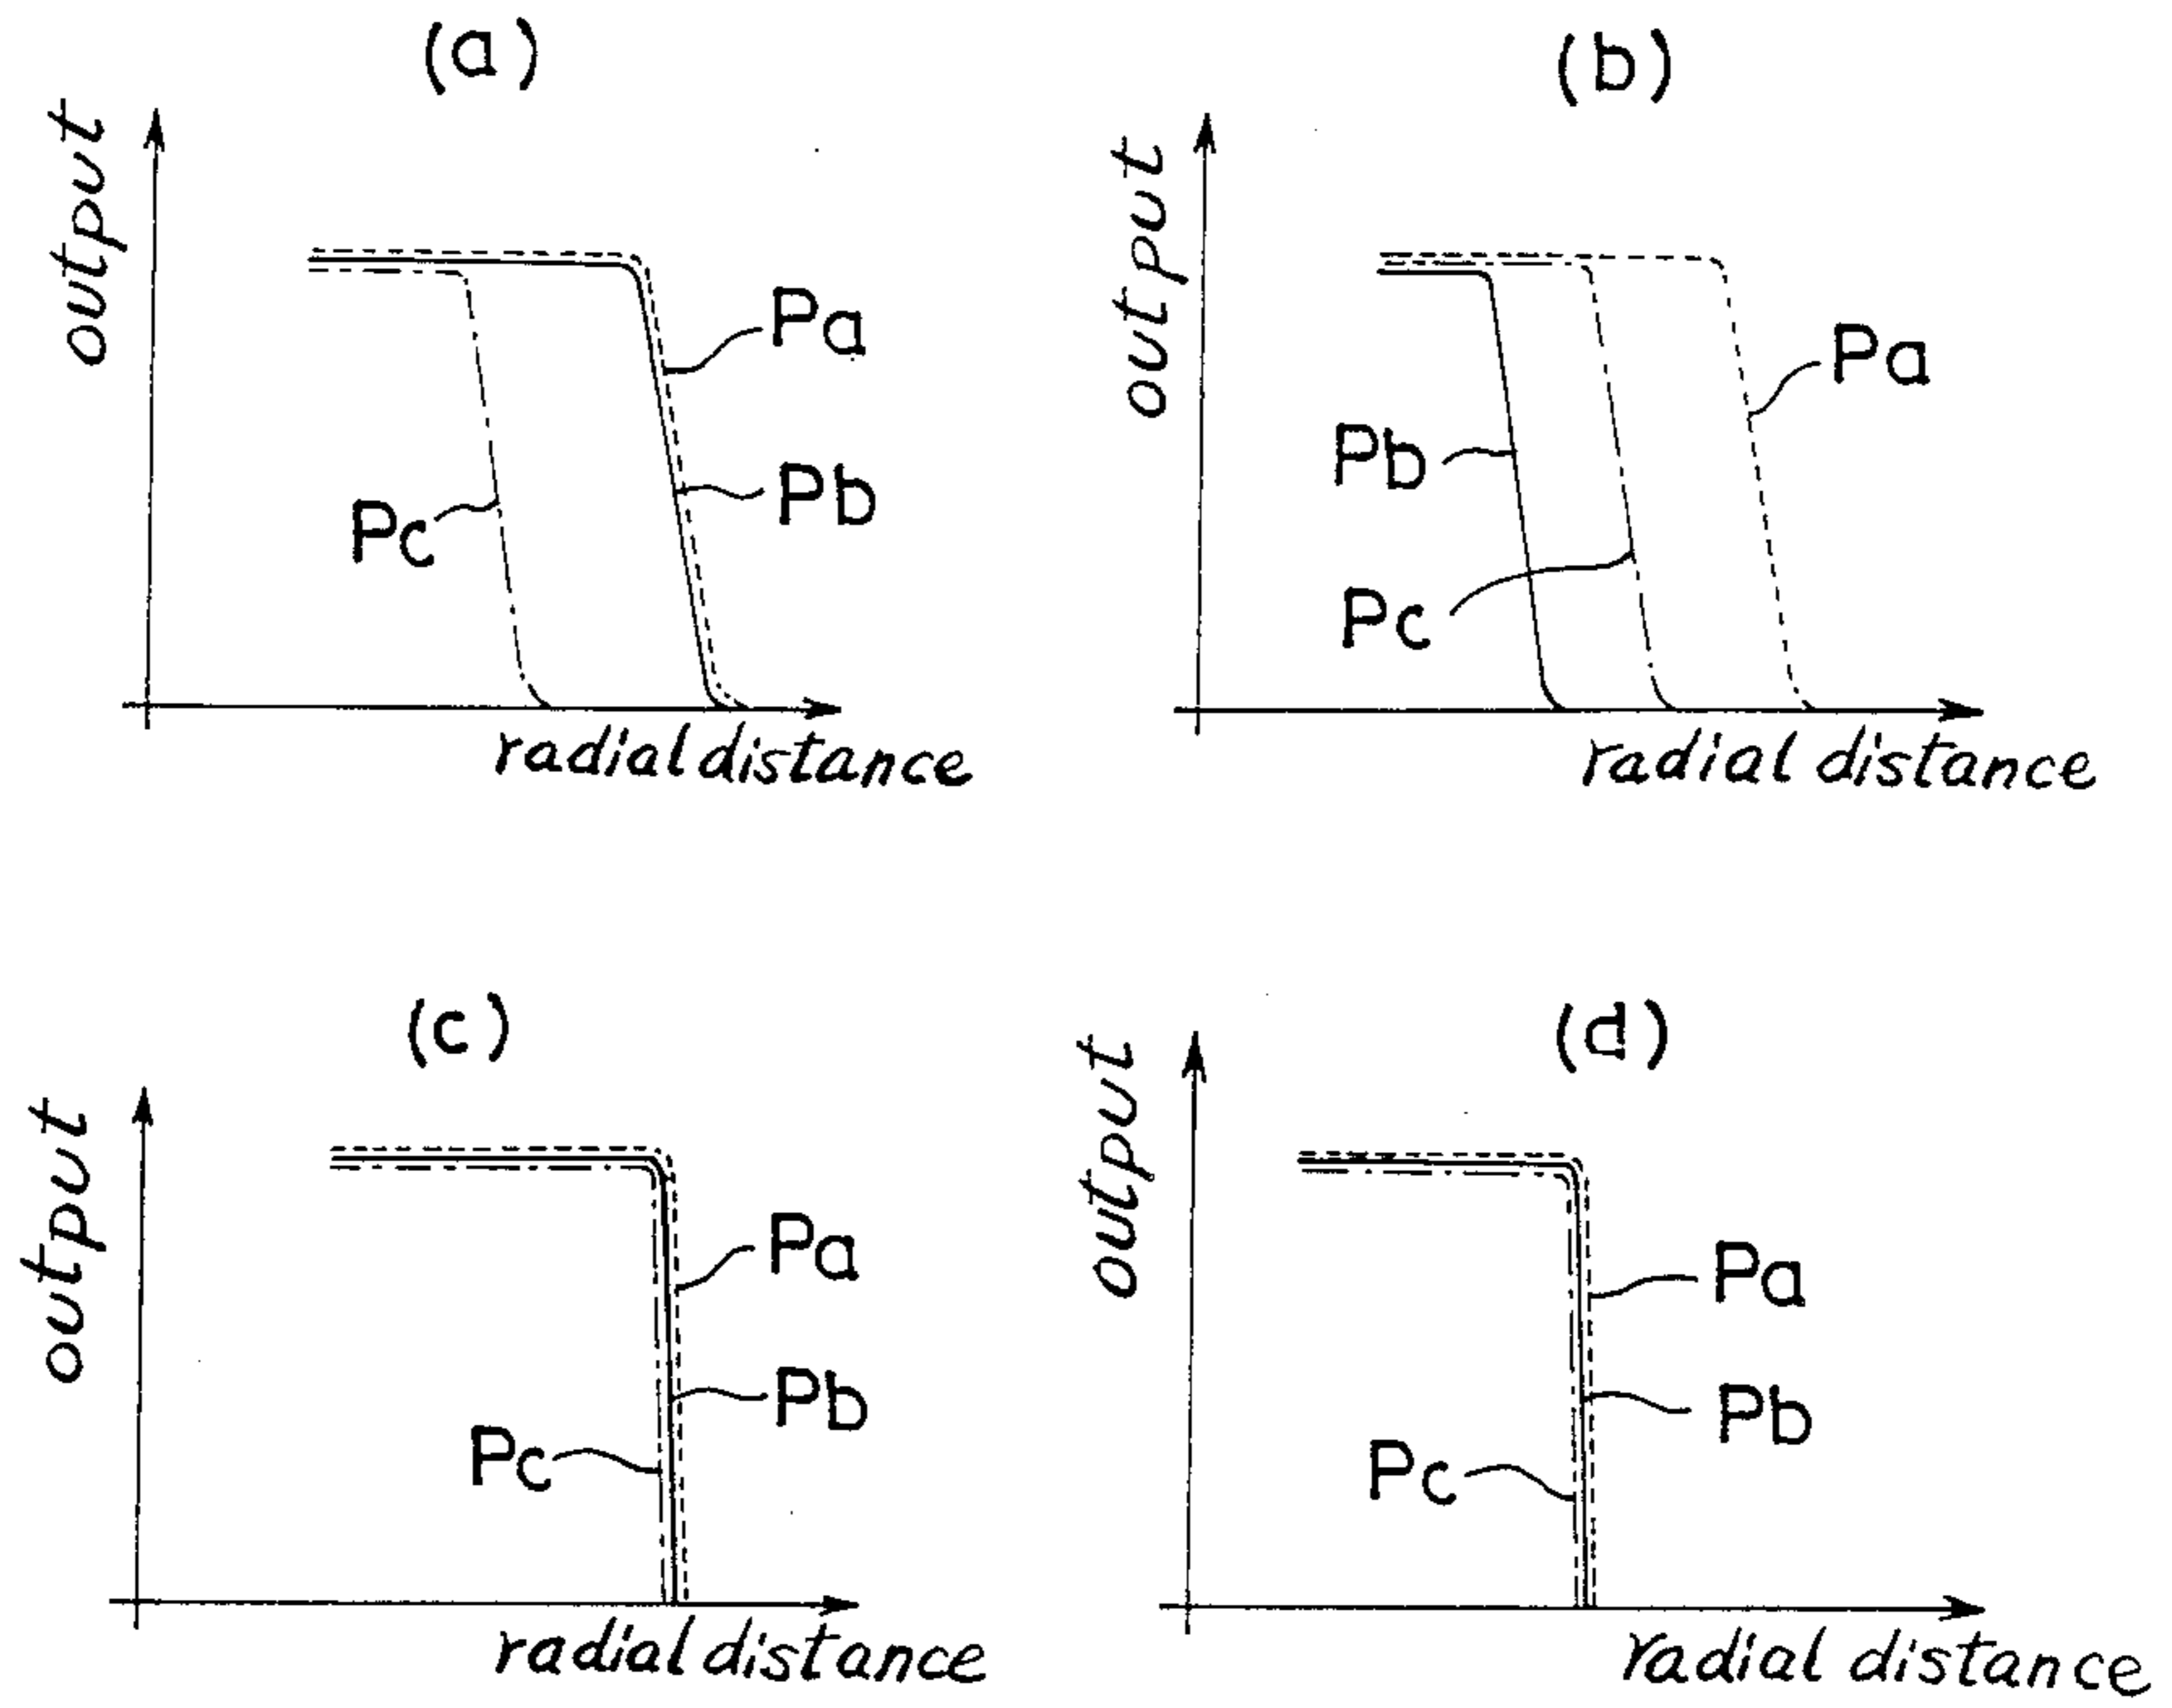 (a)
output
Pa
Pb
Pc
radial distance
(b)
output
Pa
Pb
Pc
radial distance
(c)
output
Pa
Pb
Pc
radial distance
(d)
output
Pa
Pb
Pc
radial distance